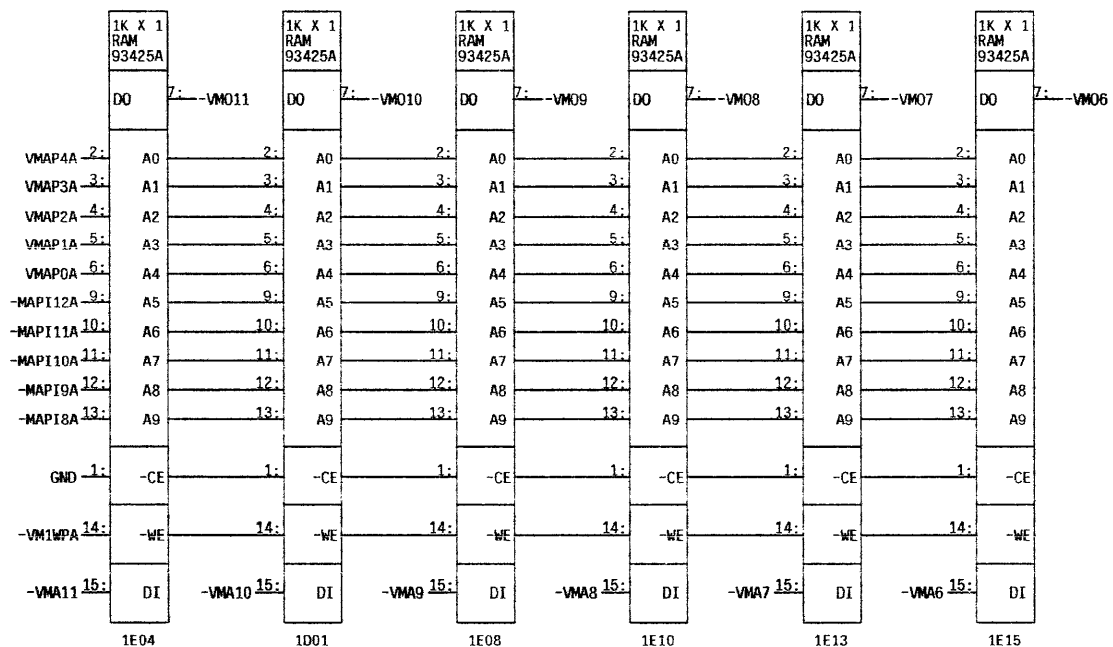 1K X 1 1K X 1 1K X 1 1K X 1 1K X 1 1K X 1
RAM RAM RAM RAM RAM RAM
93425A 93425A 93425A 93425A 93425A 93425A
DO 7: -VMO11 DO 7: -VMO10 DO 7: -VMO9 DO 7: -VMO8 DO 7: -VMO7 DO 7: -VMO6
VMAP4A 2: A0 2: A0 2: A0 2: A0 2: A0 2: A0
VMAP3A 3: A1 3: A1 3: A1 3: A1 3: A1 3: A1
VMAP2A 4: A2 4: A2 4: A2 4: A2 4: A2 4: A2
VMAP1A 5: A3 5: A3 5: A3 5: A3 5: A3 5: A3
VMAP0A 6: A4 6: A4 6: A4 6: A4 6: A4 6: A4
-MAPI12A 9: A5 9: A5 9: A5 9: A5 9: A5 9: A5
-MAPI11A 10: A6 10: A6 10: A6 10: A6 10: A6 10: A6
-MAPI10A 11: A7 11: A7 11: A7 11: A7 11: A7 11: A7
-MAPI9A 12: A8 12: A8 12: A8 12: A8 12: A8 12: A8
-MAPI8A 13: A9 13: A9 13: A9 13: A9 13: A9 13: A9
GND 1: -CE 1: -CE 1: -CE 1: -CE 1: -CE 1: -CE
-VM1WPA 14: -WE 14: -WE 14: -WE 14: -WE 14: -WE 14: -WE
-VMA11 15: DI -VMA10 15: DI -VMA9 15: DI -VMA8 15: DI -VMA7 15: DI -VMA6 15: DI
1E04 1D01 1E08 1E10 1E13 1E15